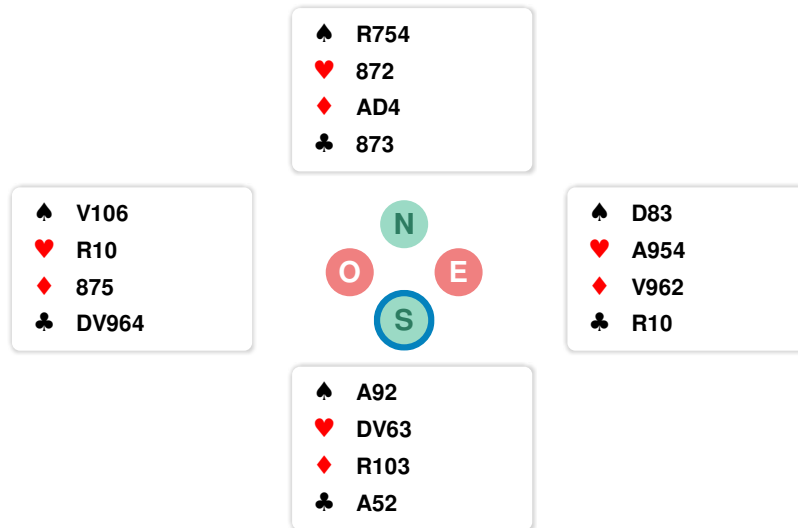 ♠ R754
♥ 872
♦ AD4
♣ 873
♠ V106
♥ R10
♦ 875
♣ DV964
N
O E
S
♠ D83
♥ A954
♦ V962
♣ R10
♠ A92
♥ DV63
♦ R103
♣ A52